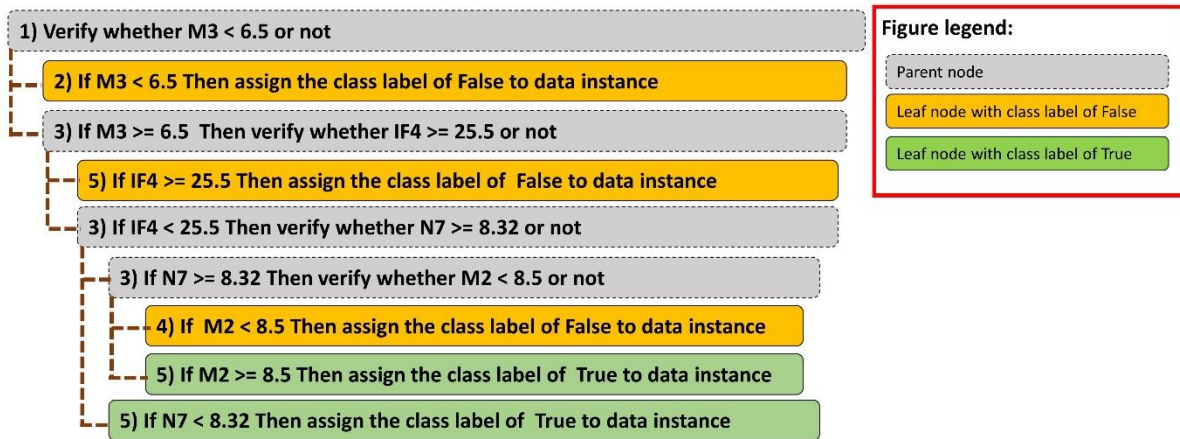 1) Verify whether M3 < 6.5 or not
2) If M3 < 6.5 Then assign the class label of False to data instance
3) If M3 >= 6.5 Then verify whether IF4 >= 25.5 or not
5) If IF4 >= 25.5 Then assign the class label of False to data instance
3) If IF4 < 25.5 Then verify whether N7 >= 8.32 or not
3) If N7 >= 8.32 Then verify whether M2 < 8.5 or not
4) If M2 < 8.5 Then assign the class label of False to data instance
5) If M2 >= 8.5 Then assign the class label of True to data instance
5) If N7 < 8.32 Then assign the class label of True to data instance
Figure legend:
Parent node
Leaf node with class label of False
Leaf node with class label of True